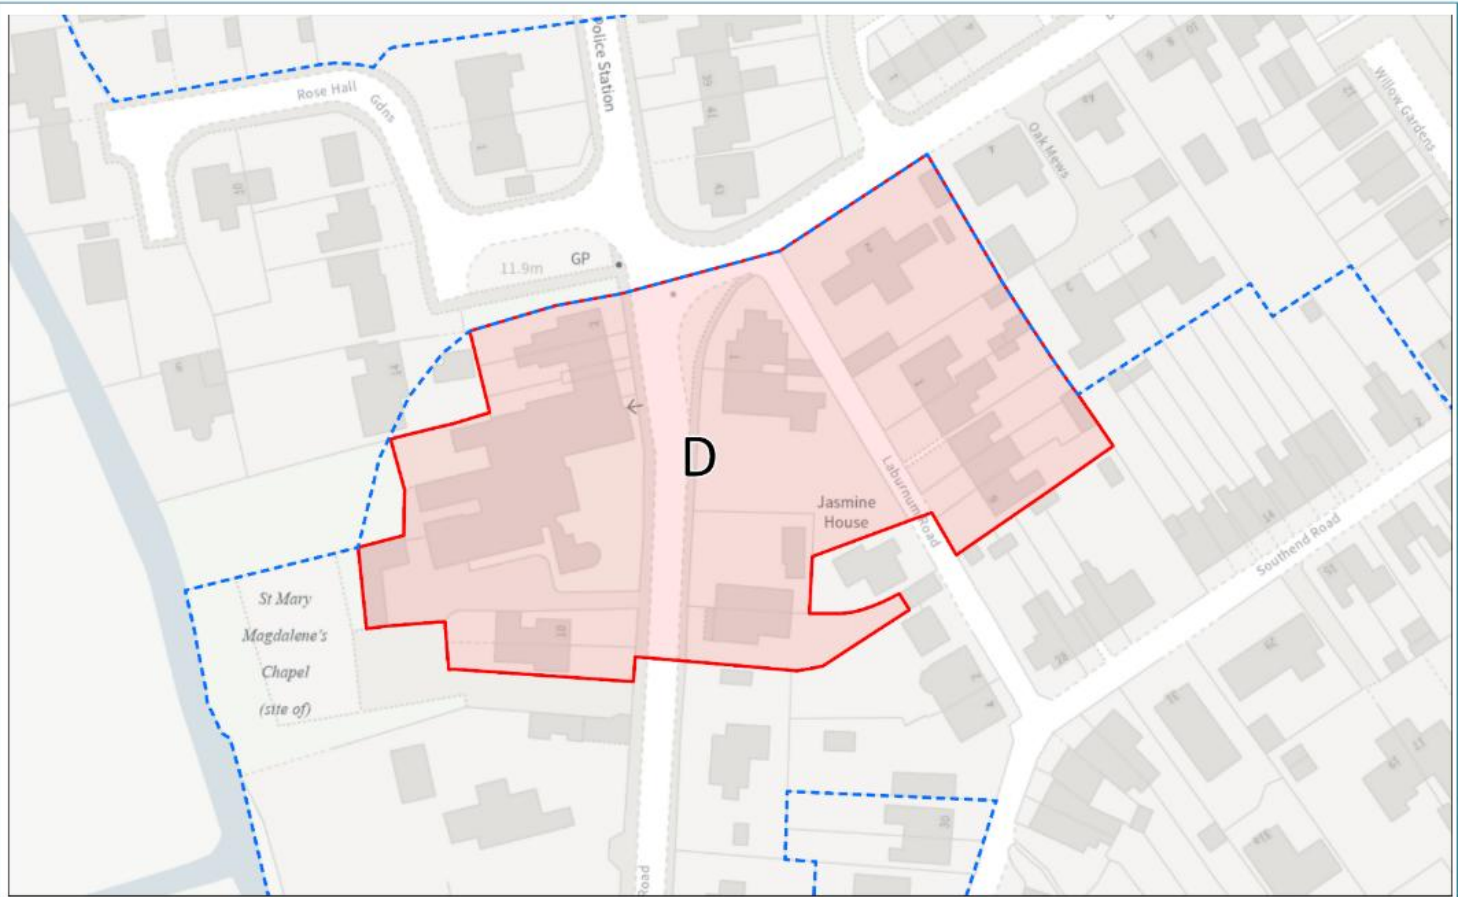 Police Station
Rose Hall
Gdns
Willow Gardens
Oak Mews
GP
11.9m
D
Laburnum Road
Jasmine
House
Southend Road
St Mary
Magdalene's
Chapel
(site of)
Road